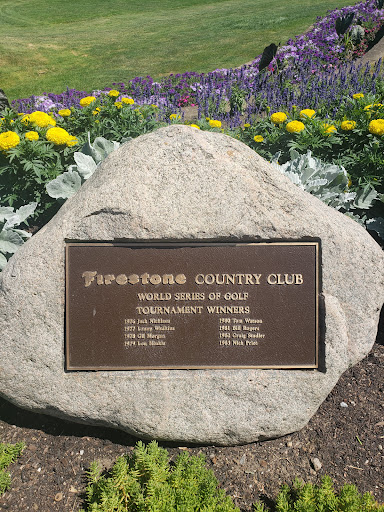 Firestone COUNTRY CLUB
WORLD SERIES OF GOLF
TOURNAMENT WINNERS
1976 Jack Nicklaus 1980 Tom Watson
1977 Lanny Wadkins 1981 Bill Rogers
1978 Gil Morgan 1982 Craig Stadler
1979 Lon Hinkle 1983 Nick Price